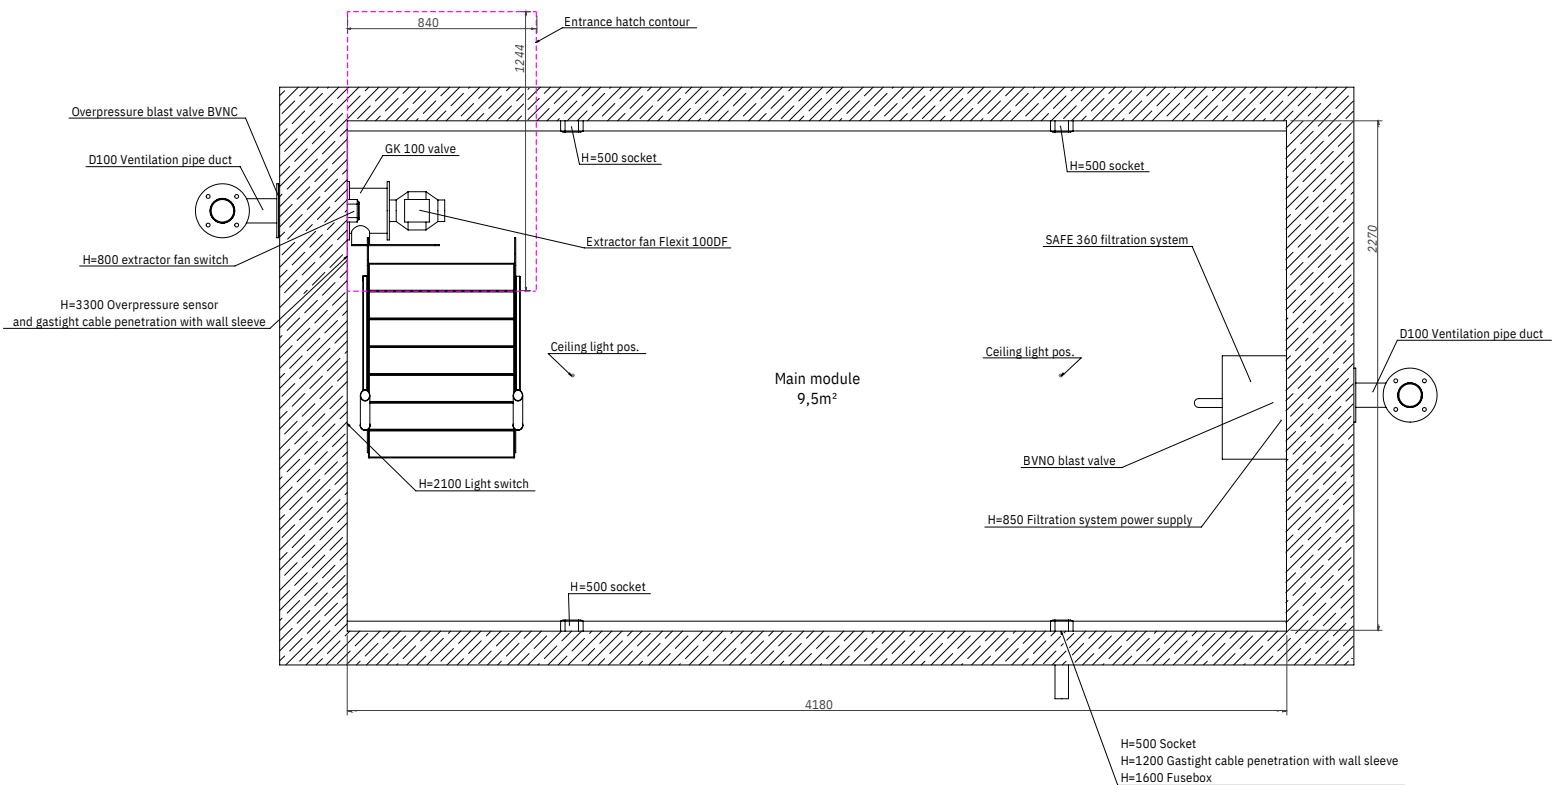 840
Entrance hatch contour
1244
Overpressure blast valve BVNC
GK 100 valve
D100 Ventilation pipe duct
H=500 socket
H=500 socket
Extractor fan Flexit 100DF
SAFE 360 filtration system
2270
H=800 extractor fan switch
H=3300 Overpressure sensor
and gastight cable penetration with wall sleeve
D100 Ventilation pipe duct
Ceiling light pos.
Ceiling light pos.
Main module
9,5m²
BVNO blast valve
H=2100 Light switch
H=850 Filtration system power supply
H=500 socket
4180
H=500 Socket
H=1200 Gastight cable penetration with wall sleeve
H=1600 Fusebox